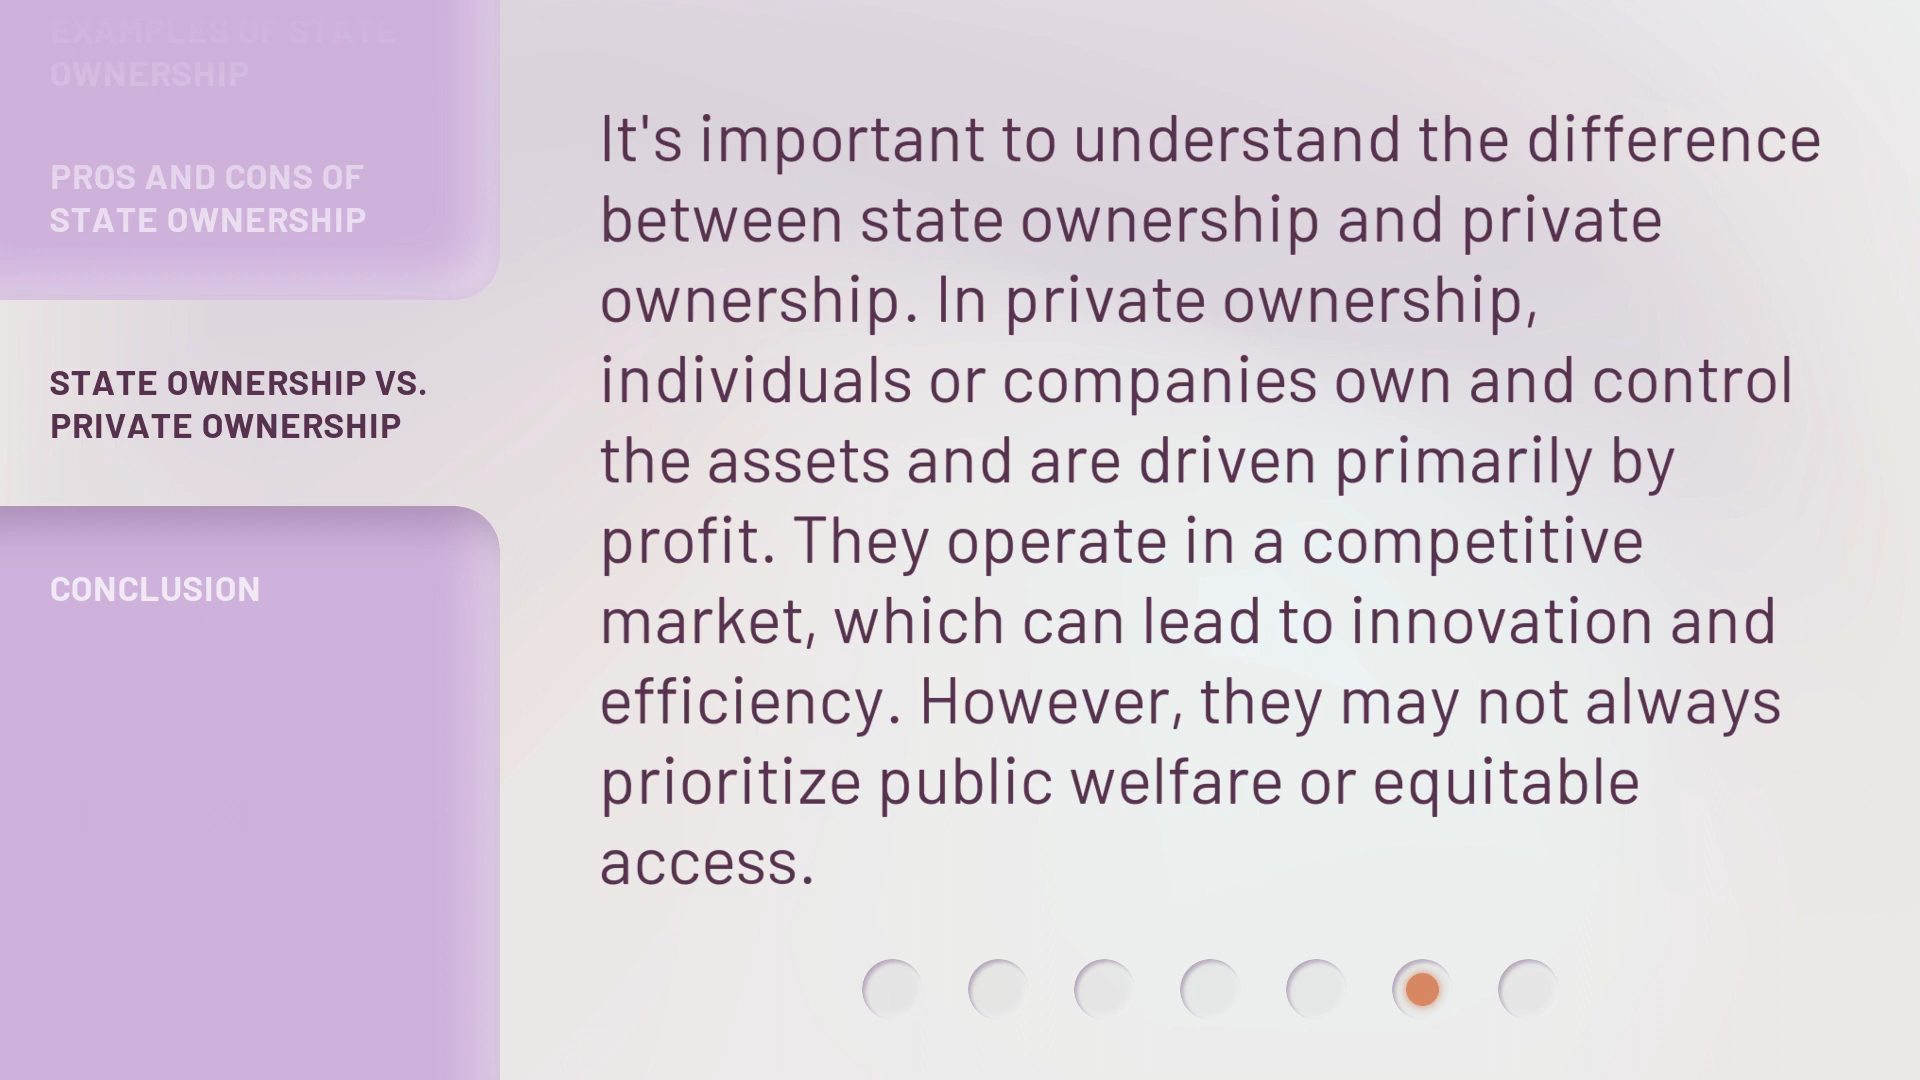 EXAMPLES OF STATE
OWNERSHIP
PROS AND CONS OF
STATE OWNERSHIP
STATE OWNERSHIP VS.
PRIVATE OWNERSHIP
CONCLUSION
It's important to understand the difference
between state ownership and private
ownership. In private ownership,
individuals or companies own and control
the assets and are driven primarily by
profit. They operate in a competitive
market, which can lead to innovation and
efficiency. However, they may not always
prioritize public welfare or equitable
access.